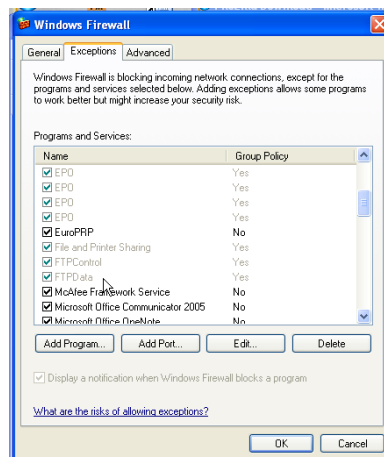 Windows Firewall
General Exceptions Advanced
Windows Firewall is blocking incoming network connections, except for the
programs and services selected below. Adding exceptions allows some programs
to work better but might increase your security risk.
Programs and Services:
Name Group Policy
EPO Yes
EPO Yes
EPO Yes
EPO Yes
EuroPRP No
File and Printer Sharing Yes
FTPControl Yes
FTPData Yes
McAfee Framework Service No
Microsoft Office Communicator 2005 No
Microsoft Office OneNote No
Add Program... Add Port... Edit... Delete
Display a notification when Windows Firewall blocks a program
What are the risks of allowing exceptions?
OK Cancel